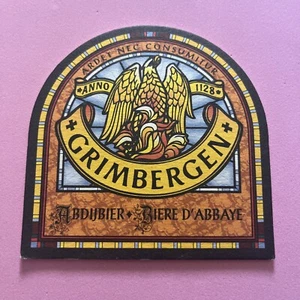 ARDET NEC CONSUMITUR
ANNO 1128
GRIMBERGEN
ABDIJBIER • BIÈRE D'ABBAYE